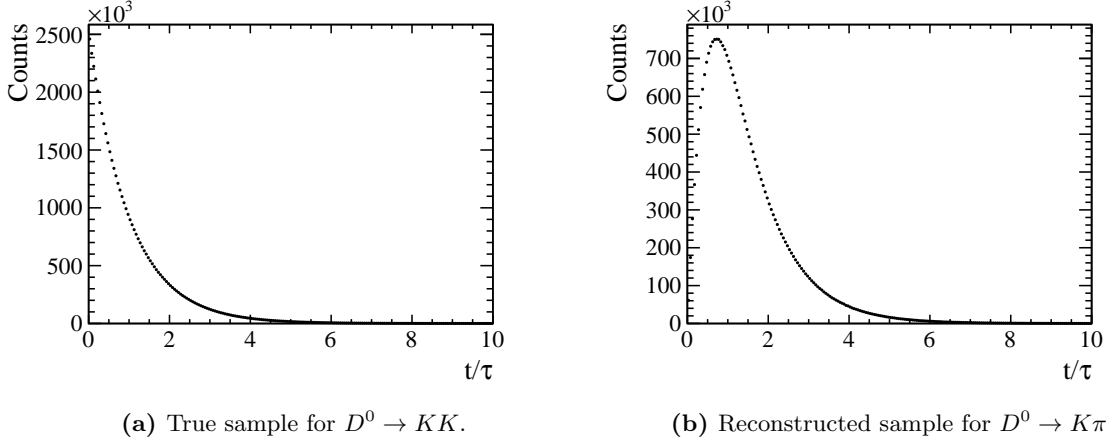 ×10³
2500
2000
1500
1000
500
0
Counts
0 2 4 6 8 10
t/τ
(a) True sample for D⁰ → KK.
×10³
700
600
500
400
300
200
100
0
Counts
0 2 4 6 8 10
t/τ
(b) Reconstructed sample for D⁰ → Kπ